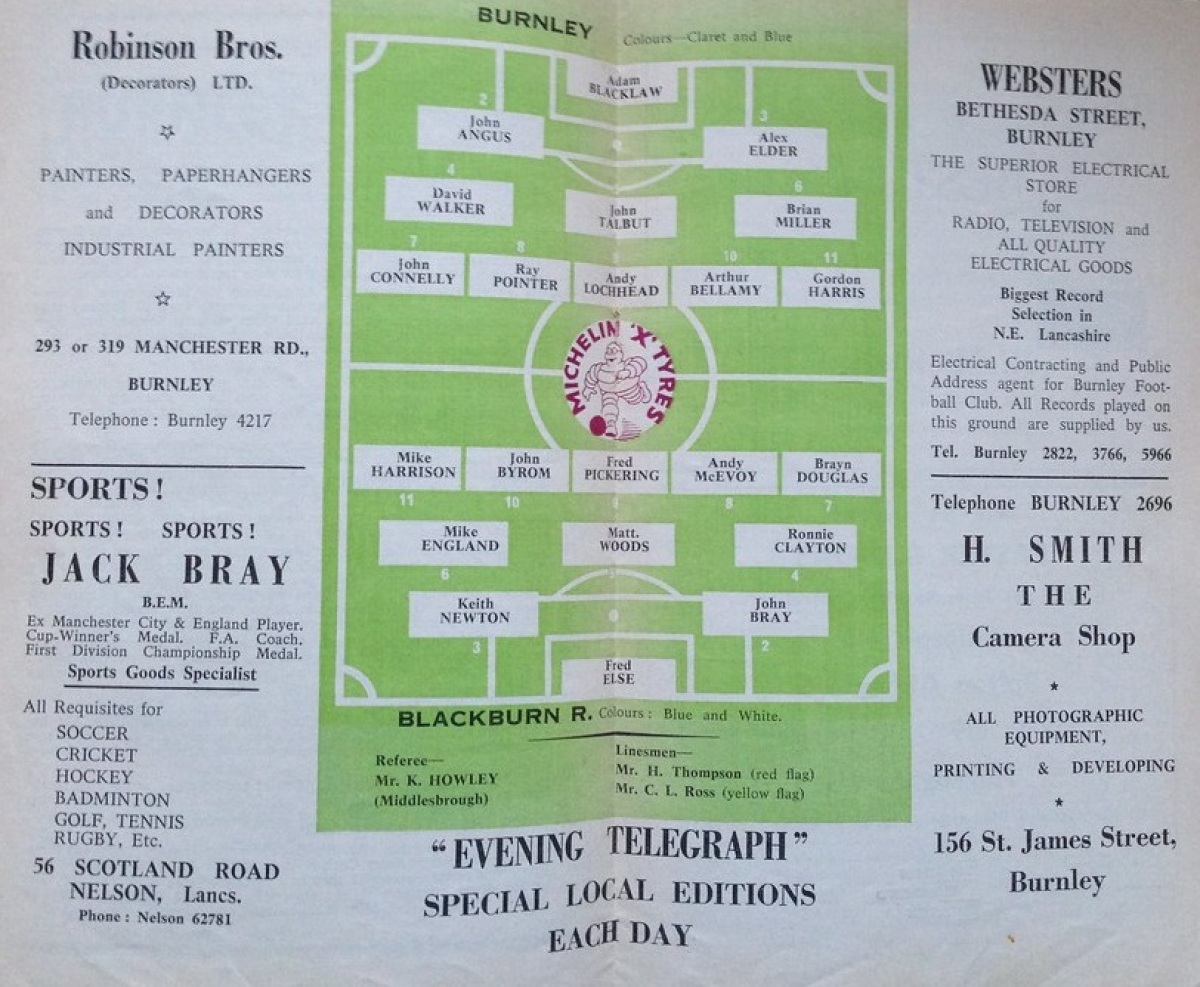 Robinson Bros.
(Decorators) LTD.
PAINTERS, PAPERHANGERS
and DECORATORS
INDUSTRIAL PAINTERS
293 or 319 MANCHESTER RD.,
BURNLEY
Telephone : Burnley 4217
SPORTS !
SPORTS ! SPORTS !
JACK BRAY
B.E.M.
Ex Manchester City & England Player.
Cup-Winner's Medal. F.A. Coach.
First Division Championship Medal.
Sports Goods Specialist
All Requisites for
SOCCER
CRICKET
HOCKEY
BADMINTON
GOLF, TENNIS
RUGBY, Etc.
56 SCOTLAND ROAD
NELSON, Lancs.
Phone : Nelson 62781
BURNLEY Colours—Claret and Blue
Adam
BLACKLAW
2
John
ANGUS
3
Alex
ELDER
4
David
WALKER
John
TALBUT
6
Brian
MILLER
7
John
CONNELLY
8
Ray
POINTER
Andy
LOCHHEAD
10
Arthur
BELLAMY
11
Gordon
HARRIS
MICHELIN 'X' TYRES
Mike
HARRISON
11
John
BYROM
10
Fred
PICKERING
9
Andy
McEVOY
8
Brayn
DOUGLAS
7
Mike
ENGLAND
6
Matt.
WOODS
5
Ronnie
CLAYTON
4
Keith
NEWTON
3
John
BRAY
2
Fred
ELSE
BLACKBURN R. Colours : Blue and White.
Referee—
Mr. K. HOWLEY
(Middlesbrough)
Linesmen—
Mr. H. Thompson (red flag)
Mr. C. L. Ross (yellow flag)
"EVENING TELEGRAPH"
SPECIAL LOCAL EDITIONS
EACH DAY
WEBSTERS
BETHESDA STREET,
BURNLEY
THE SUPERIOR ELECTRICAL
STORE
for
RADIO, TELEVISION and
ALL QUALITY
ELECTRICAL GOODS
Biggest Record
Selection in
N.E. Lancashire
Electrical Contracting and Public
Address agent for Burnley Foot-
ball Club. All Records played on
this ground are supplied by us.
Tel. Burnley 2822, 3766, 5966
Telephone BURNLEY 2696
H. SMITH
THE
Camera Shop
ALL PHOTOGRAPHIC
EQUIPMENT,
PRINTING & DEVELOPING
156 St. James Street,
Burnley